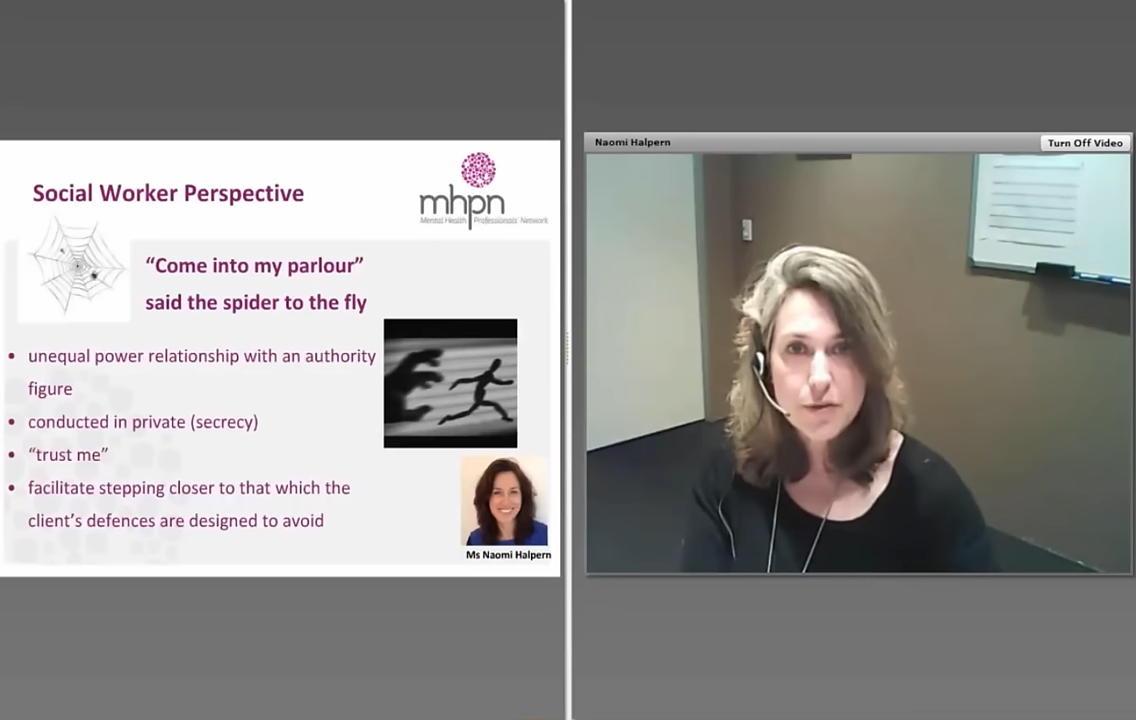 Social Worker Perspective
mhpn
Mental Health Professionals' Network
"Come into my parlour"
said the spider to the fly
• unequal power relationship with an authority
figure
• conducted in private (secrecy)
• "trust me"
• facilitate stepping closer to that which the
client's defences are designed to avoid
Ms Naomi Halpern
Naomi Halpern
Turn Off Video